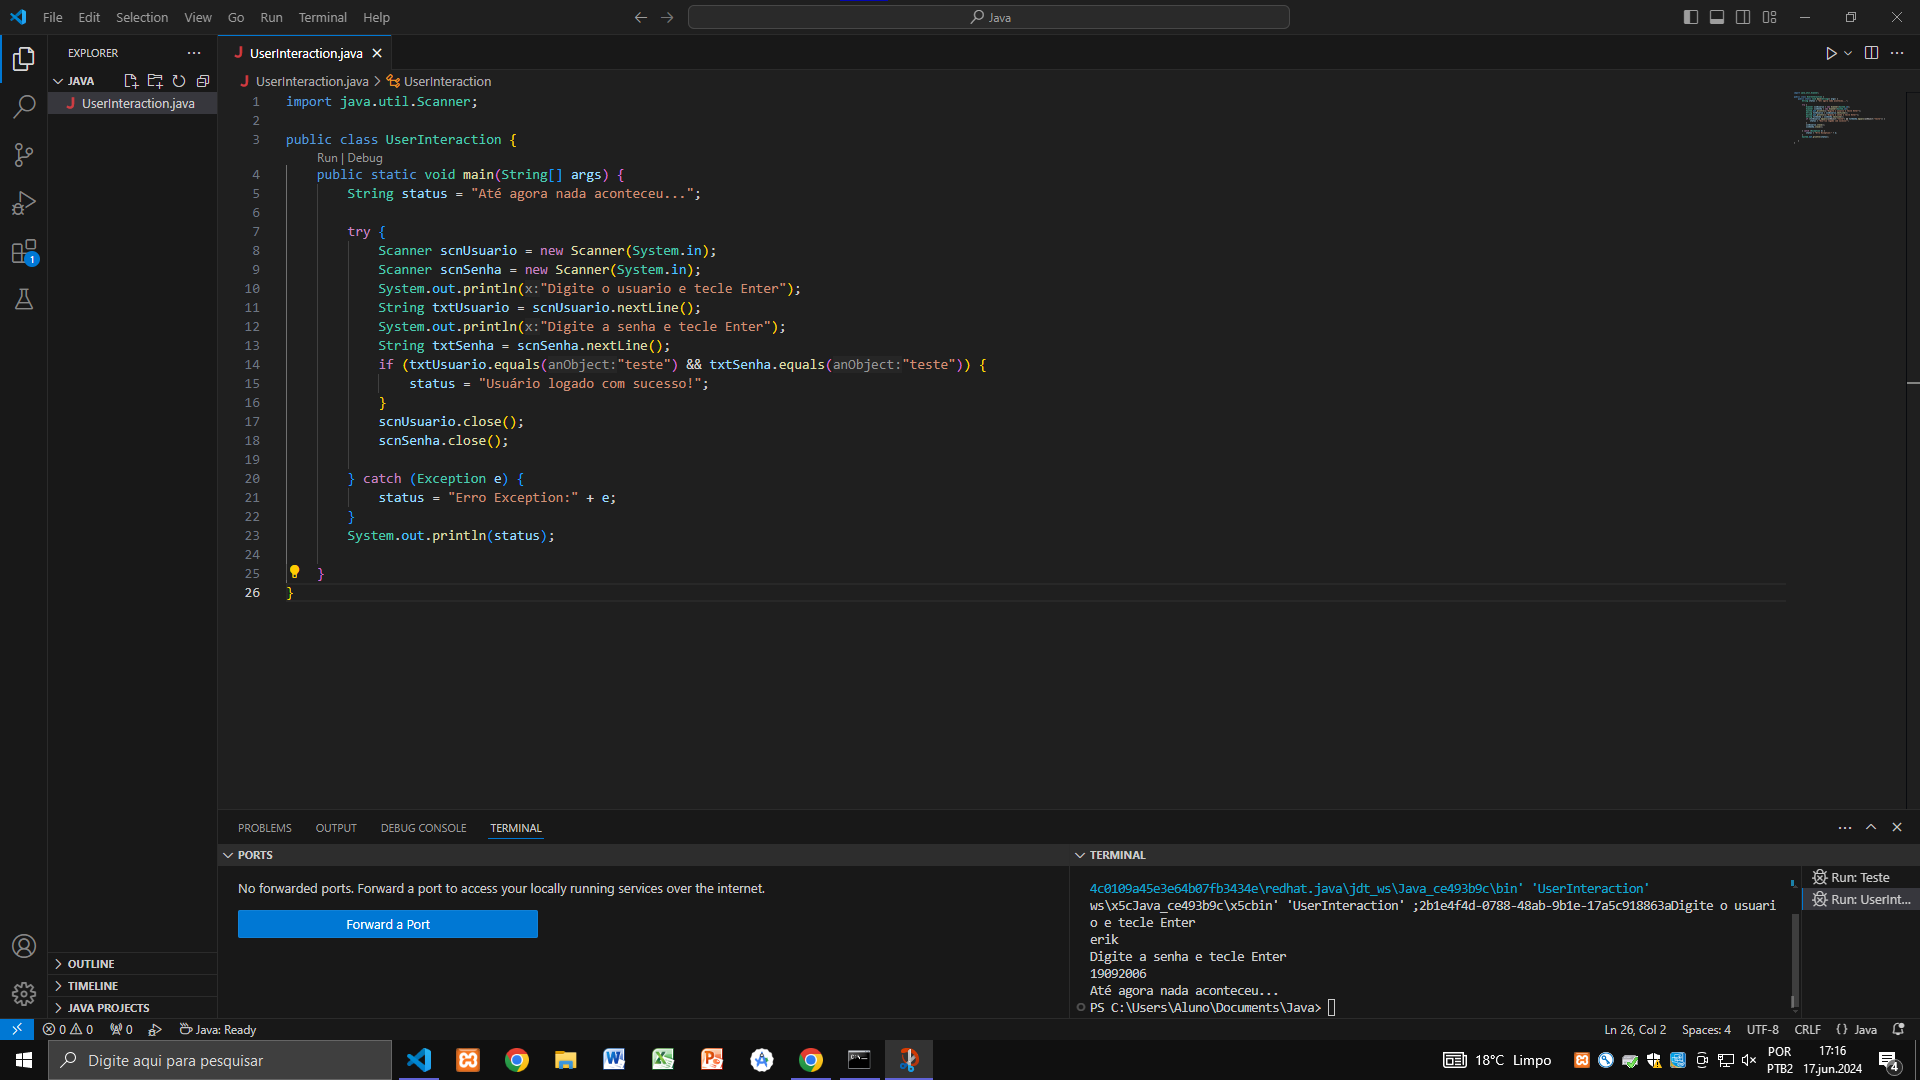 File Edit Selection View Go Run Terminal Help
Java
EXPLORER
JAVA
UserInteraction.java
OUTLINE
TIMELINE
JAVA PROJECTS
UserInteraction.java
UserInteraction.java > UserInteraction
1 import java.util.Scanner;
2
3 public class UserInteraction {
Run | Debug
4 public static void main(String[] args) {
5 String status = "Até agora nada aconteceu...";
6
7 try {
8 Scanner scnUsuario = new Scanner(System.in);
9 Scanner scnSenha = new Scanner(System.in);
10 System.out.println(x:"Digite o usuario e tecle Enter");
11 String txtUsuario = scnUsuario.nextLine();
12 System.out.println(x:"Digite a senha e tecle Enter");
13 String txtSenha = scnSenha.nextLine();
14 if (txtUsuario.equals(anObject:"teste") && txtSenha.equals(anObject:"teste")) {
15 status = "Usuário logado com sucesso!";
16 }
17 scnUsuario.close();
18 scnSenha.close();
19
20 } catch (Exception e) {
21 status = "Erro Exception:" + e;
22 }
23 System.out.println(status);
24
25 }
26 }
PROBLEMS OUTPUT DEBUG CONSOLE TERMINAL
PORTS
No forwarded ports. Forward a port to access your locally running services over the internet.
Forward a Port
TERMINAL
4c0109a45e3e64b07fb3434e\redhat.java\jdt_ws\Java_ce493b9c\bin' 'UserInteraction'
ws\x5cJava_ce493b9c\x5cbin' 'UserInteraction' ;2b1e4f4d-0788-48ab-9b1e-17a5c918863aDigite o usuari
o e tecle Enter
erik
Digite a senha e tecle Enter
19092006
Até agora nada aconteceu...
PS C:\Users\Aluno\Documents\Java>
Run: Teste
Run: UserInt...
0 0 0 Java: Ready
Ln 26, Col 2 Spaces: 4 UTF-8 CRLF {} Java
1
Digite aqui para pesquisar
18°C Limpo
POR
PTB2
17:16
17.jun.2024
4